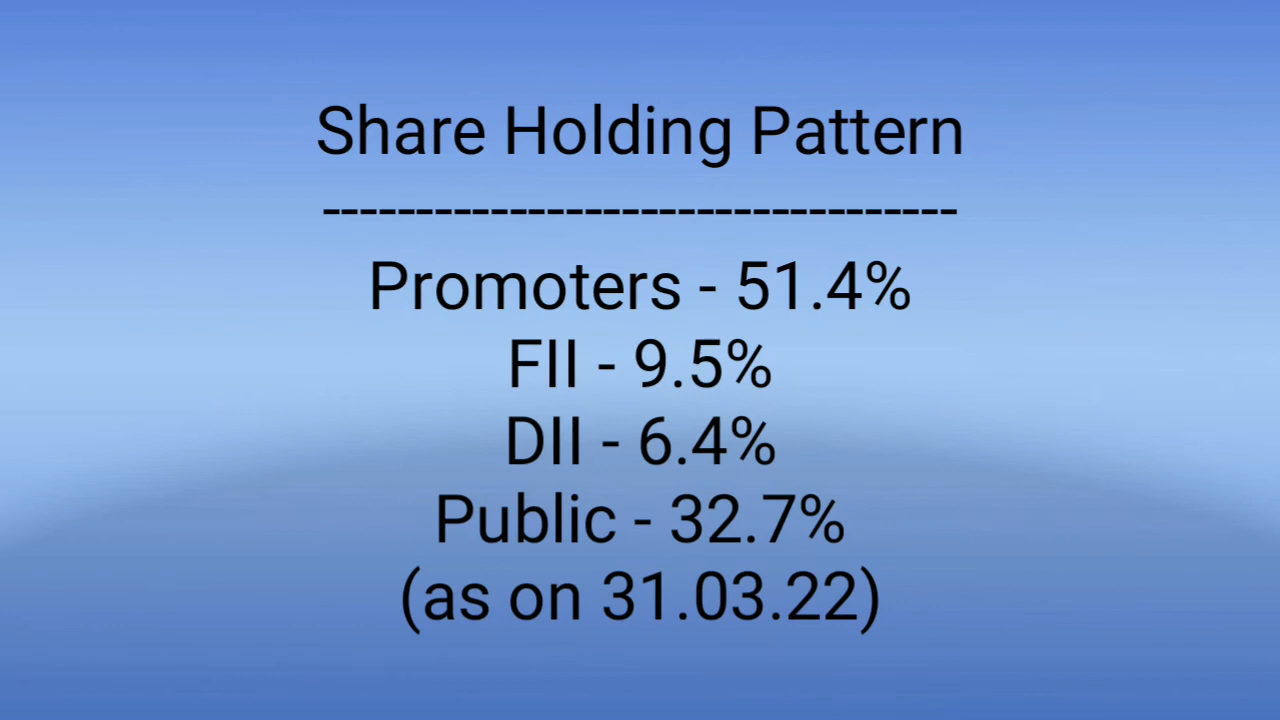 Share Holding Pattern
----------------------------------
Promoters - 51.4%
FII - 9.5%
DII - 6.4%
Public - 32.7%
(as on 31.03.22)